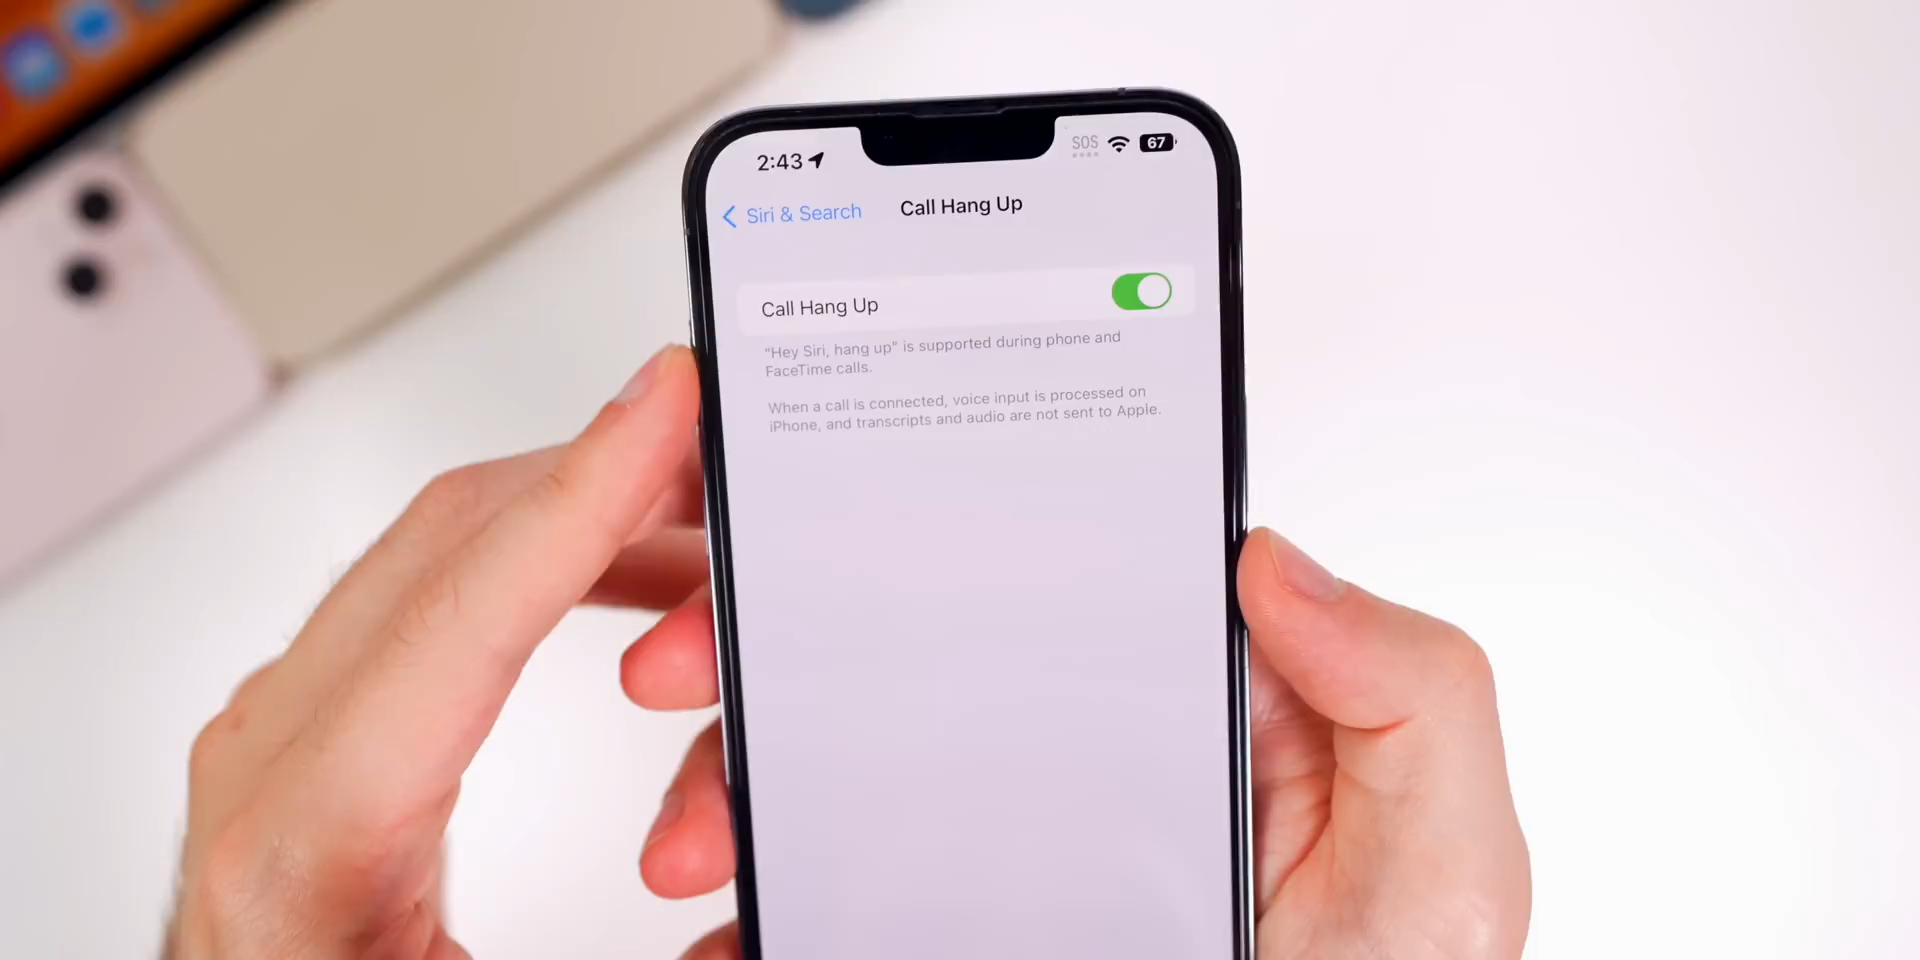 2:43
SOS
67
Siri & Search
Call Hang Up
Call Hang Up
“Hey Siri, hang up” is supported during phone and
FaceTime calls.
When a call is connected, voice input is processed on
iPhone, and transcripts and audio are not sent to Apple.